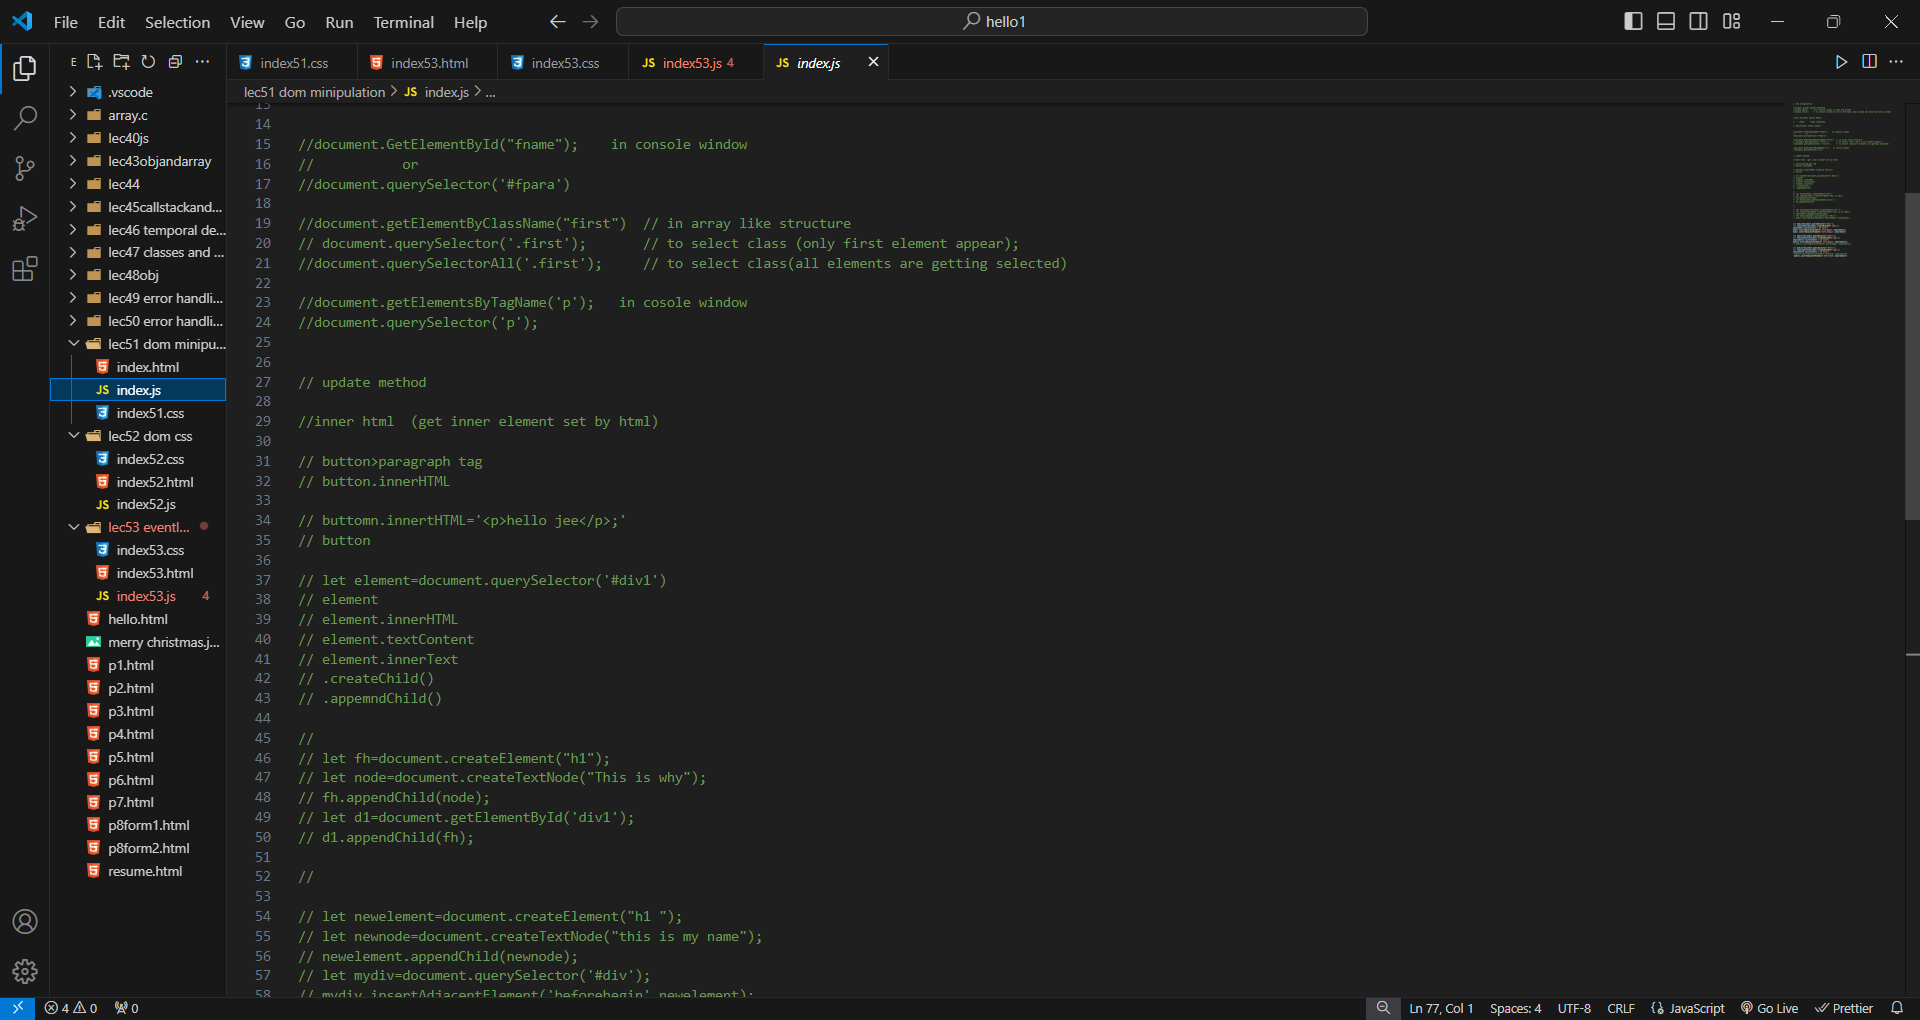 File Edit Selection View Go Run Terminal Help
hello1
E
index51.css
index53.html
index53.css
JS index53.js 4
JS index.js
lec51 dom minipulation > JS index.js > ...
.vscode
array.c
lec40js
lec43objandarray
lec44
lec45callstackand...
lec46 temporal de...
lec47 classes and ...
lec48obj
lec49 error handli...
lec50 error handli...
lec51 dom minipu...
index.html
JS index.js
index51.css
lec52 dom css
index52.css
index52.html
JS index52.js
lec53 eventl...
index53.css
index53.html
JS index53.js 4
hello.html
merry christmas.j...
p1.html
p2.html
p3.html
p4.html
p5.html
p6.html
p7.html
p8form1.html
p8form2.html
resume.html
13
14
15 //document.GetElementById("fname");    in console window
16 //           or
17 //document.querySelector('#fpara')
18
19 //document.getElementByClassName("first")  // in array like structure
20 // document.querySelector('.first');       // to select class (only first element appear);
21 //document.querySelectorAll('.first');     // to select class(all elements are getting selected)
22
23 //document.getElementsByTagName('p');   in cosole window
24 //document.querySelector('p');
25
26
27 // update method
28
29 //inner html  (get inner element set by html)
30
31 // button>paragraph tag
32 // button.innerHTML
33
34 // buttomn.innertHTML='<p>hello jee</p>;'
35 // button
36
37 // let element=document.querySelector('#div1')
38 // element
39 // element.innerHTML
40 // element.textContent
41 // element.innerText
42 // .createChild()
43 // .appemndChild()
44
45 //
46 // let fh=document.createElement("h1");
47 // let node=document.createTextNode("This is why");
48 // fh.appendChild(node);
49 // let d1=document.getElementById('div1');
50 // d1.appendChild(fh);
51
52 //
53
54 // let newelement=document.createElement("h1 ");
55 // let newnode=document.createTextNode("this is my name");
56 // newelement.appendChild(newnode);
57 // let mydiv=document.querySelector('#div');
58 // mydiv.insertAdjacentElement('beforebegin',newelement);
4 0 0
Ln 77, Col 1 Spaces: 4 UTF-8 CRLF {} JavaScript Go Live Prettier